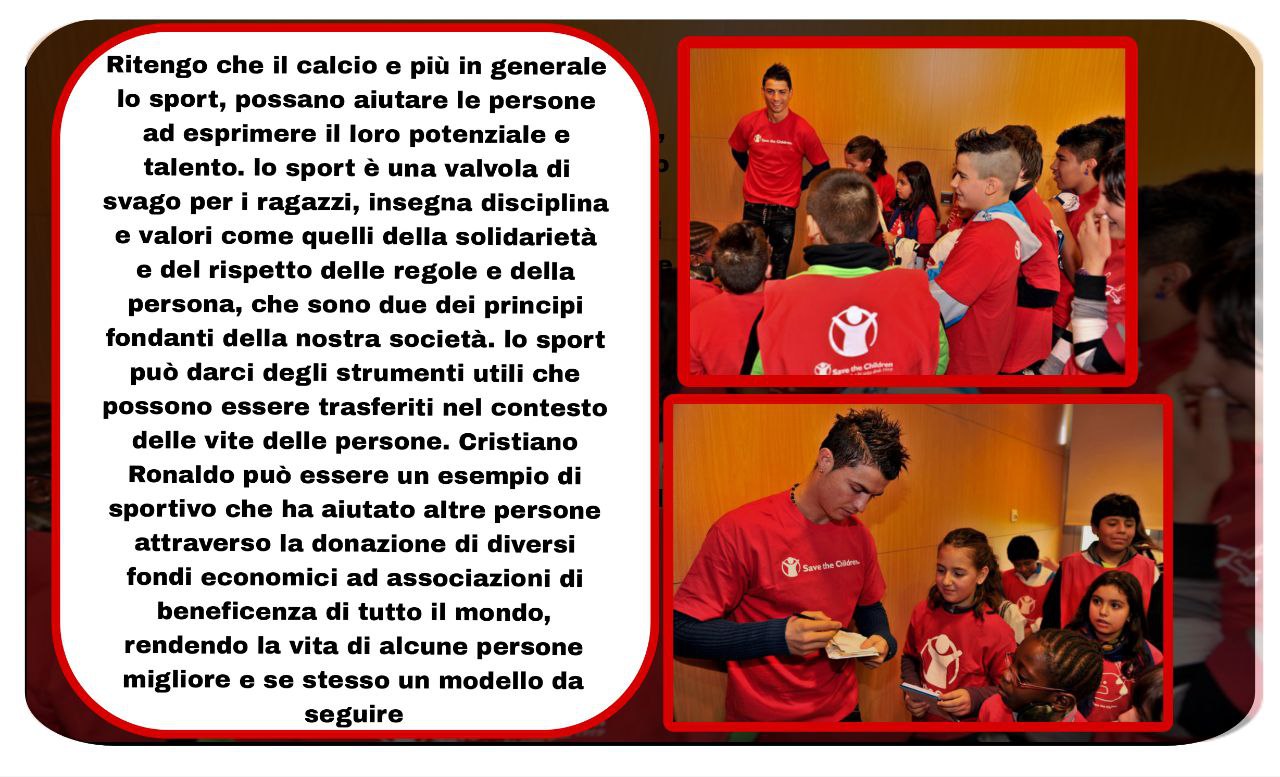 Ritengo che il calcio e più in generale
lo sport, possano aiutare le persone
ad esprimere il loro potenziale e
talento. lo sport è una valvola di
svago per i ragazzi, insegna disciplina
e valori come quelli della solidarietà
e del rispetto delle regole e della
persona, che sono due dei principi
fondanti della nostra società. lo sport
può darci degli strumenti utili che
possono essere trasferiti nel contesto
delle vite delle persone. Cristiano
Ronaldo può essere un esempio di
sportivo che ha aiutato altre persone
attraverso la donazione di diversi
fondi economici ad associazioni di
beneficenza di tutto il mondo,
rendendo la vita di alcune persone
migliore e se stesso un modello da
seguire
Save the Children
Save the Children
Save the Children